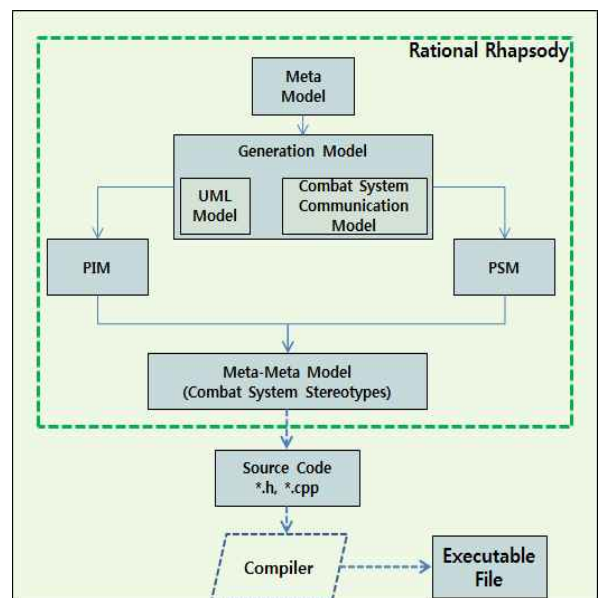 Rational Rhapsody
Meta
Model
Generation Model
UML
Model
Combat System
Communication
Model
PIM
PSM
Meta-Meta Model
(Combat System Stereotypes)
Source Code
*.h, *.cpp
Compiler
Executable
File